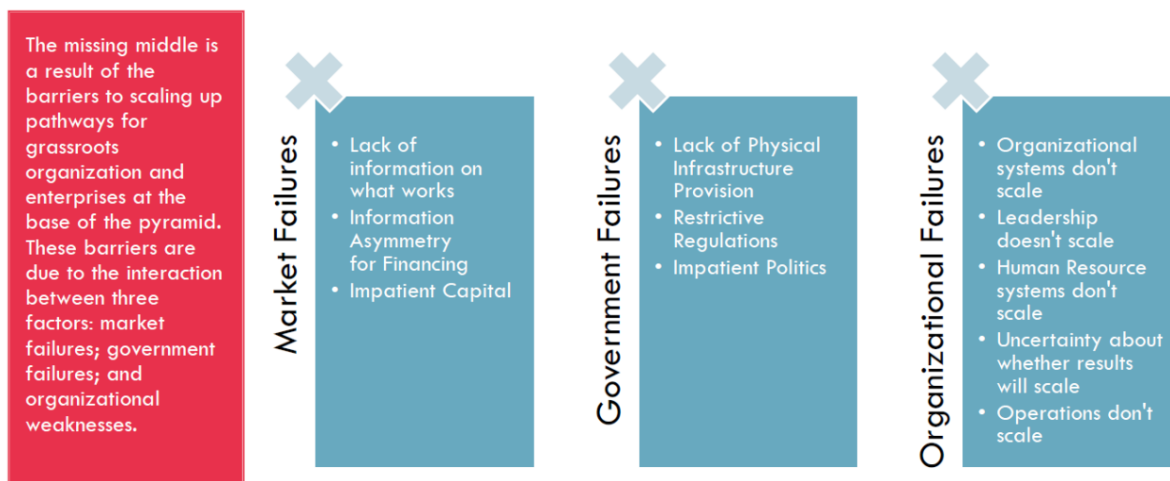 The missing middle is
a result of the
barriers to scaling up
pathways for
grassroots
organization and
enterprises at the
base of the pyramid.
These barriers are
due to the interaction
between three
factors: market
failures; government
failures; and
organizational
weaknesses.
Market Failures
• Lack of
information on
what works
• Information
Asymmetry
for Financing
• Impatient Capital
Government Failures
• Lack of Physical
Infrastructure
Provision
• Restrictive
Regulations
• Impatient Politics
Organizational Failures
• Organizational
systems don't
scale
• Leadership
doesn't scale
• Human Resource
systems don't
scale
• Uncertainty about
whether results
will scale
• Operations don't
scale